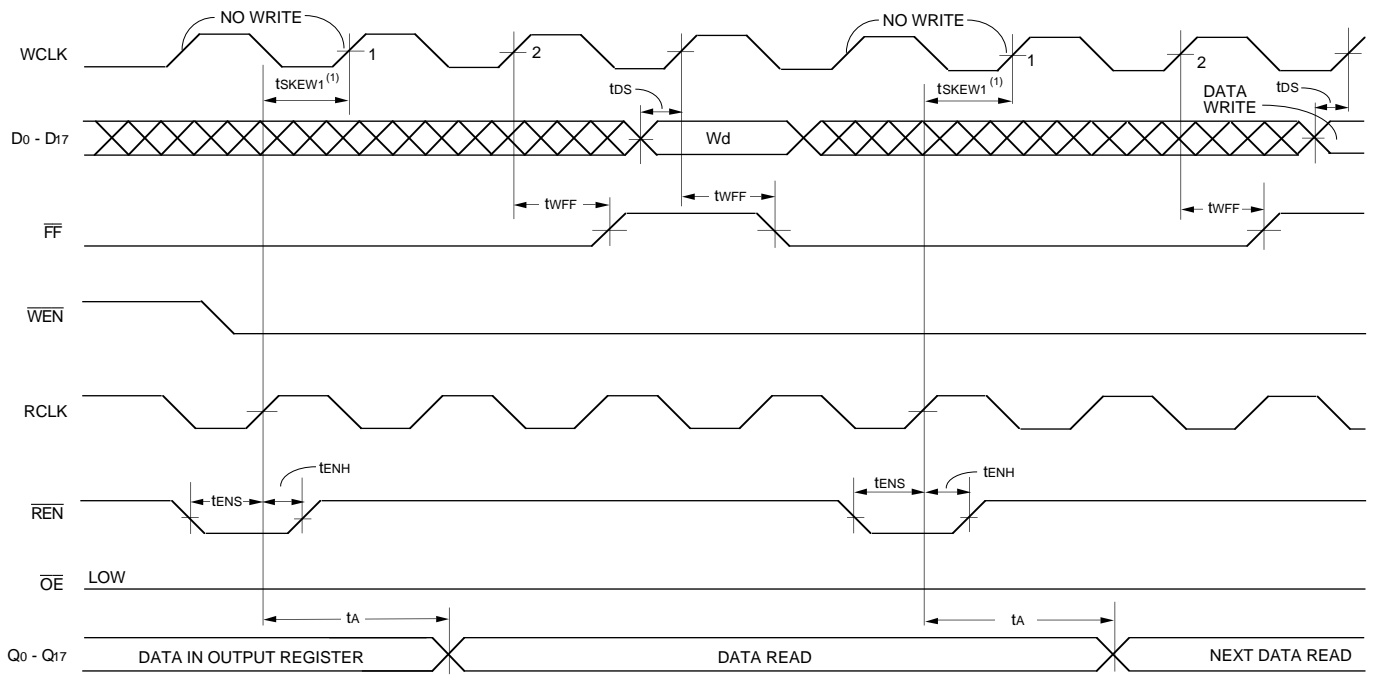 NO WRITE
NO WRITE
WCLK
1
2
1
2
tSKEW1 (1)
tDS
tSKEW1 (1)
tDS
DATA
WRITE
D0 - D17
Wd
tWFF
tWFF
tWFF
FF
WEN
RCLK
tENS
tENH
tENS
tENH
REN
OE
LOW
tA
tA
Q0 - Q17
DATA IN OUTPUT REGISTER
DATA READ
NEXT DATA READ